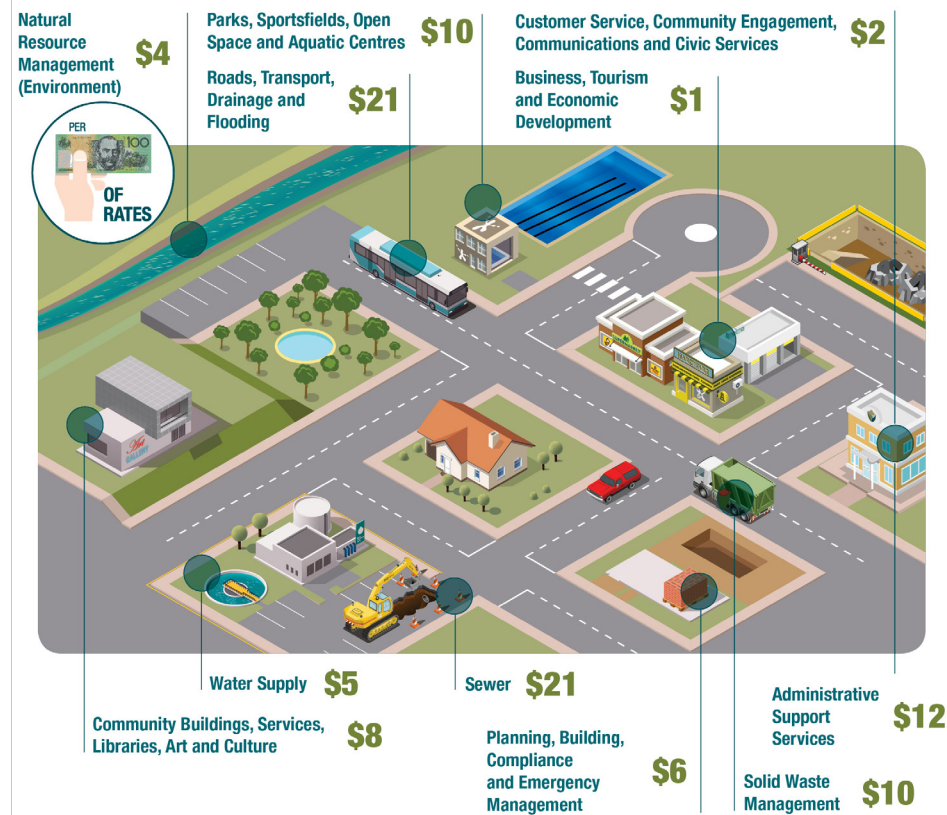 Natural
Resource
Management
(Environment)
$4
Parks, Sportsfields, Open
Space and Aquatic Centres
$10
Roads, Transport,
Drainage and
Flooding
$21
Customer Service, Community Engagement,
Communications and Civic Services
$2
Business, Tourism
and Economic
Development
$1
PER
100
OF
RATES
Art
GALLERY
Water Supply
$5
Sewer
$21
Community Buildings, Services,
Libraries, Art and Culture
$8
Planning, Building,
Compliance
and Emergency
Management
$6
Administrative
Support
Services
$12
Solid Waste
Management
$10